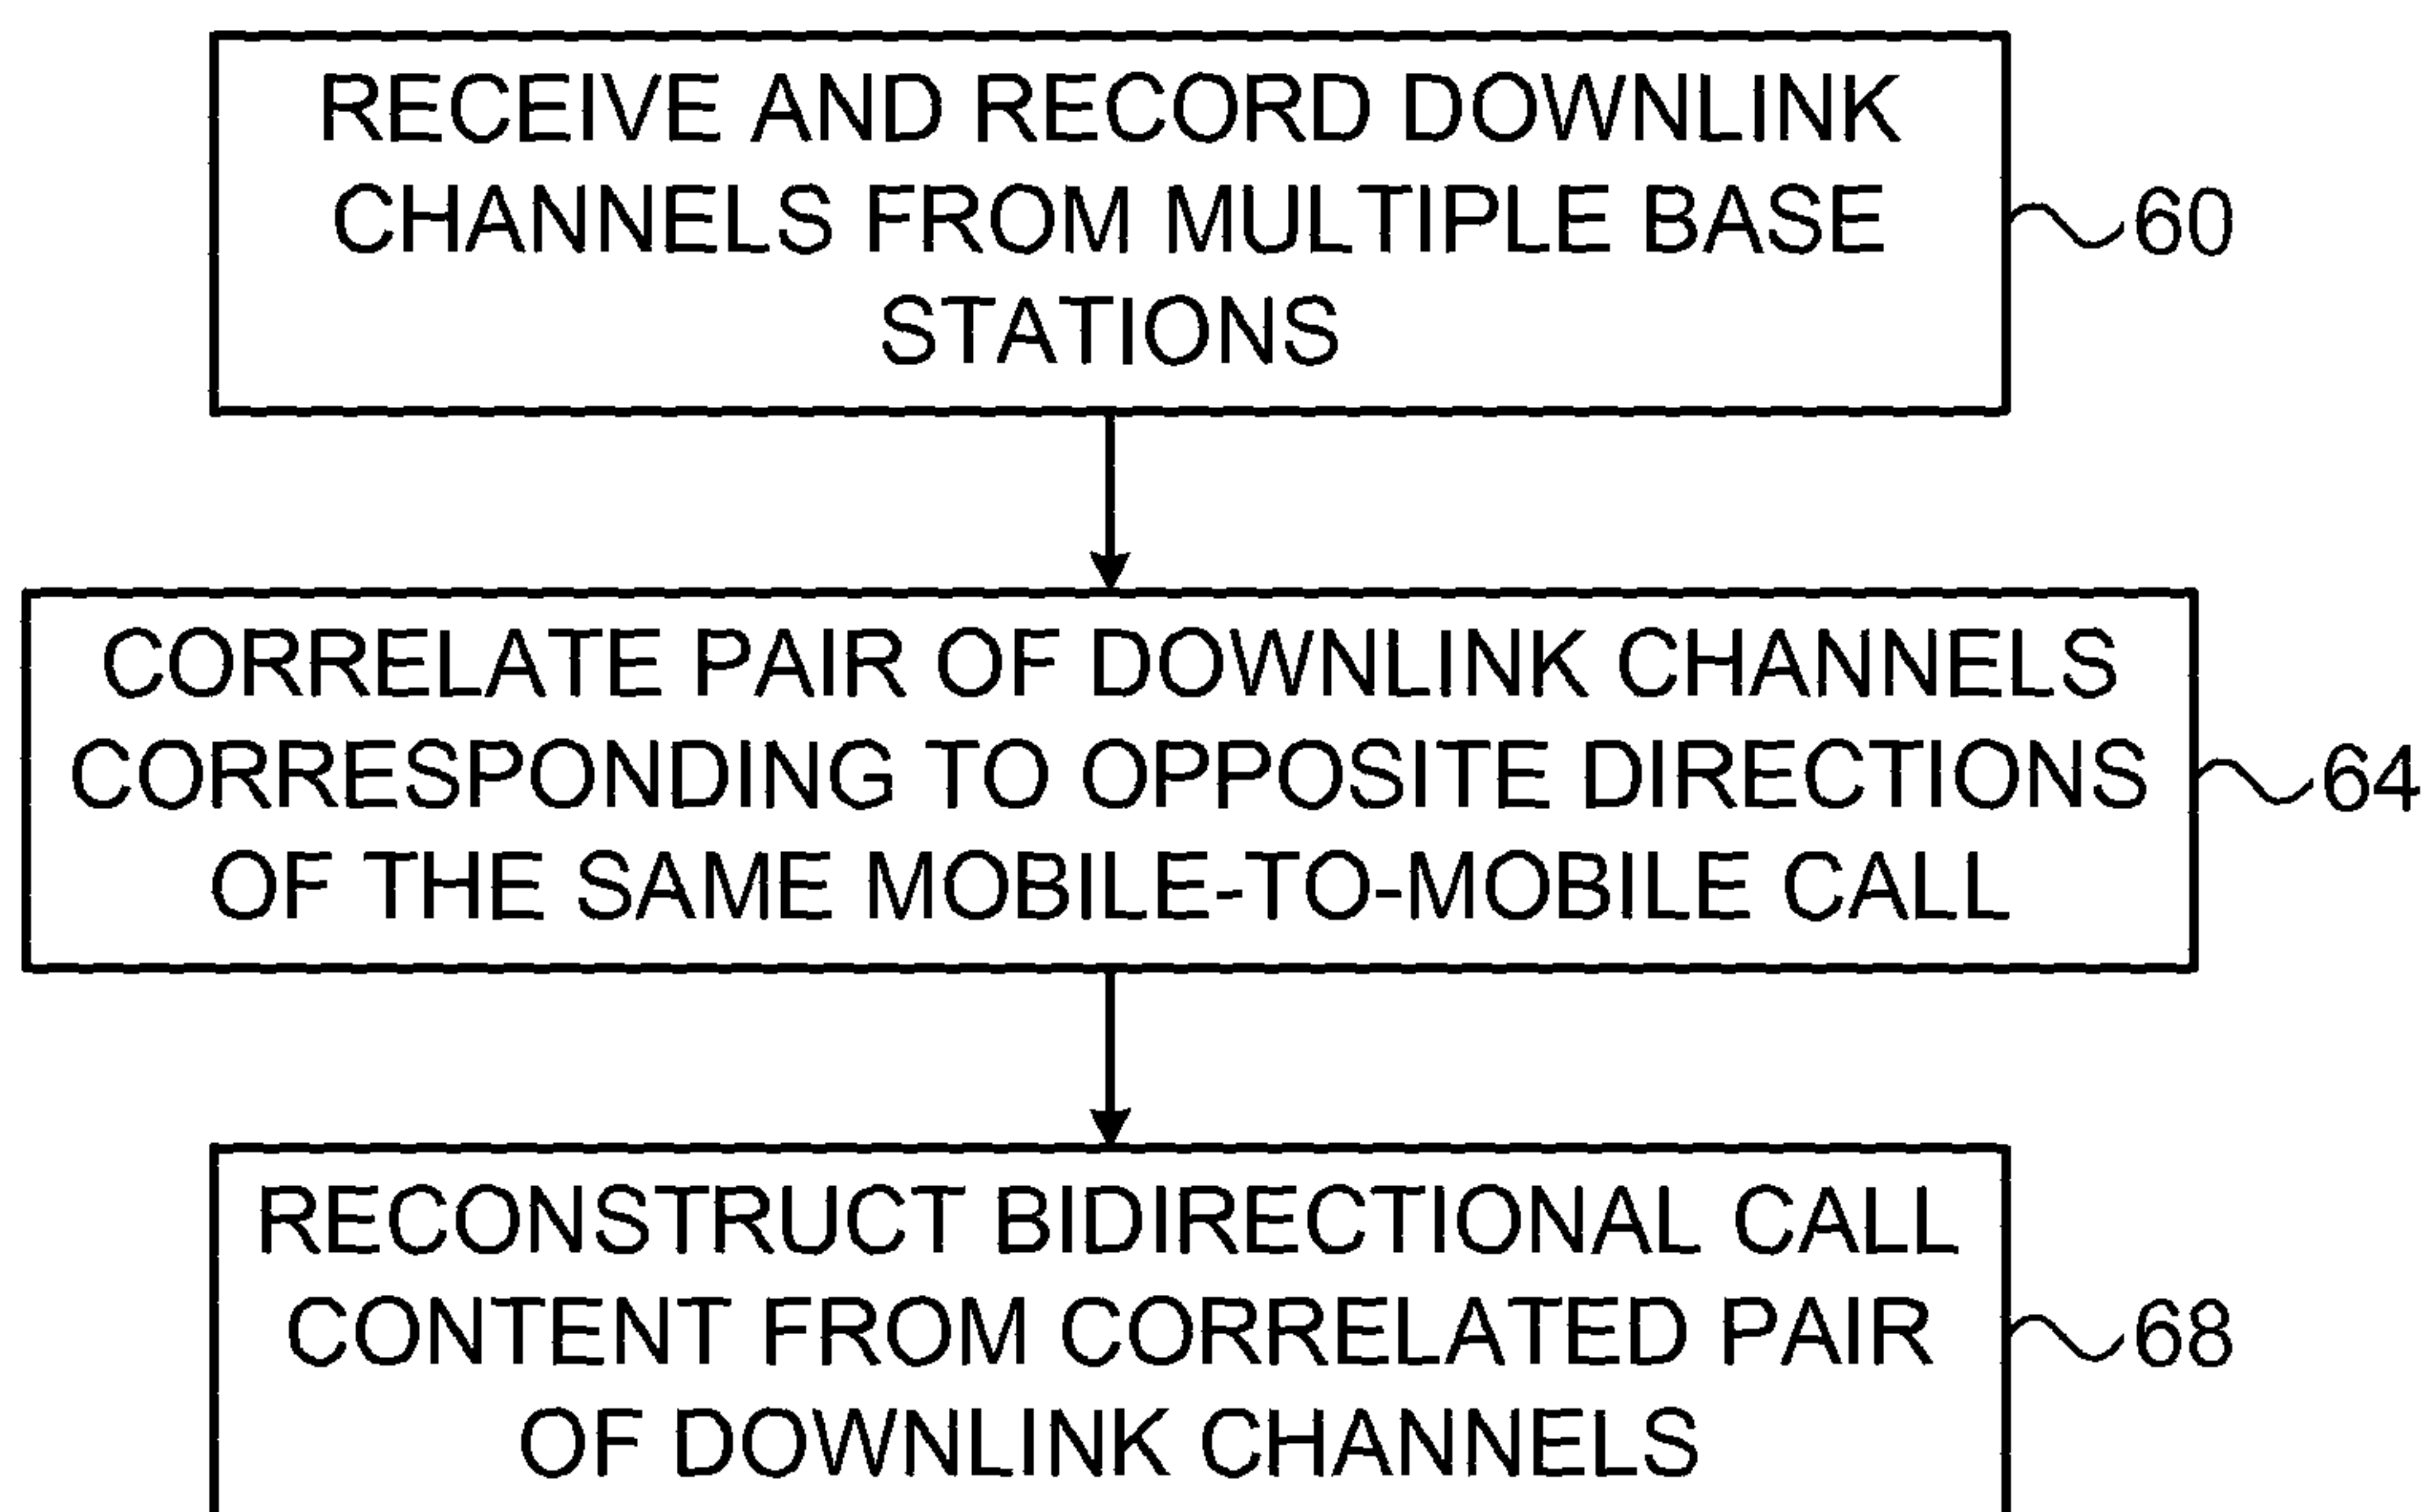 RECEIVE AND RECORD DOWNLINK
CHANNELS FROM MULTIPLE BASE
STATIONS
60
CORRELATE PAIR OF DOWNLINK CHANNELS
CORRESPONDING TO OPPOSITE DIRECTIONS
OF THE SAME MOBILE-TO-MOBILE CALL
64
RECONSTRUCT BIDIRECTIONAL CALL
CONTENT FROM CORRELATED PAIR
OF DOWNLINK CHANNELS
68